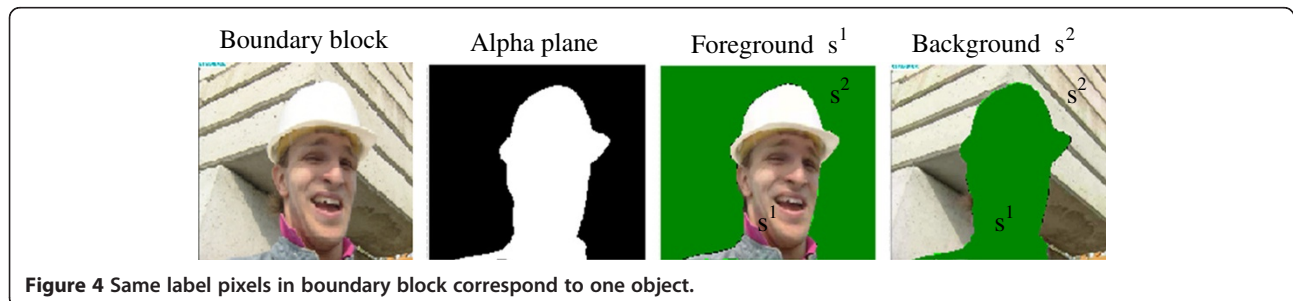 Boundary block
Alpha plane
Foreground s¹
Background s²
s²
s¹
s²
s¹
Figure 4 Same label pixels in boundary block correspond to one object.